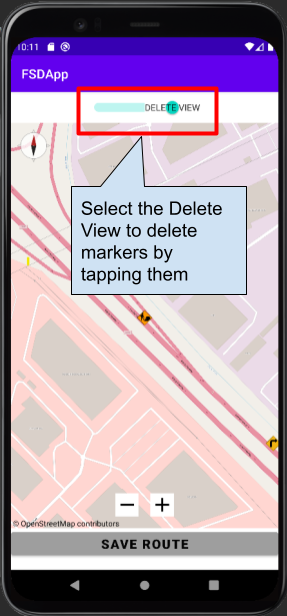 10:11
FSDApp
DELETE VIEW
Select the Delete
View to delete
markers by
tapping them
− +
© OpenStreetMap contributors
SAVE ROUTE